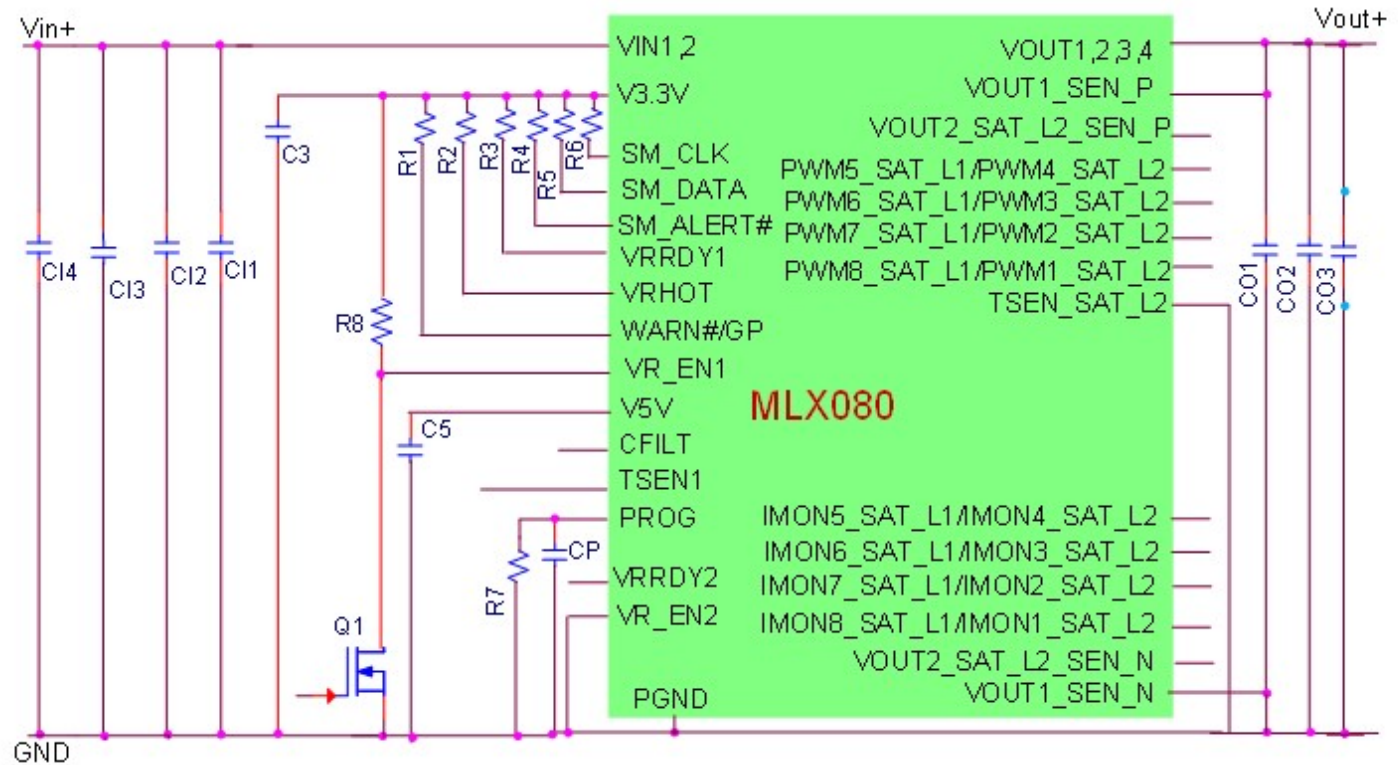 Vin+
Vout+
VIN1,2
VOUT1,2,3,4
V3.3V
VOUT1_SEN_P
VOUT2_SAT_L2_SEN_P
C3
R1
R2
R3
R4
R5
R6
SM_CLK
SM_DATA
SM_ALERT#
VRRDY1
VRHOT
WARN#/GP
VR_EN1
V5V
CFILT
TSEN1
PROG
VRRDY2
VR_EN2
PGND
PWM5_SAT_L1/PWM4_SAT_L2
PWM6_SAT_L1/PWM3_SAT_L2
PWM7_SAT_L1/PWM2_SAT_L2
PWM8_SAT_L1/PWM1_SAT_L2
TSEN_SAT_L2
MLX080
IMON5_SAT_L1/IMON4_SAT_L2
IMON6_SAT_L1/IMON3_SAT_L2
IMON7_SAT_L1/IMON2_SAT_L2
IMON8_SAT_L1/IMON1_SAT_L2
VOUT2_SAT_L2_SEN_N
VOUT1_SEN_N
CI4
CI3
CI2
CI1
R8
C5
CP
R7
Q1
CO1
CO2
CO3
GND